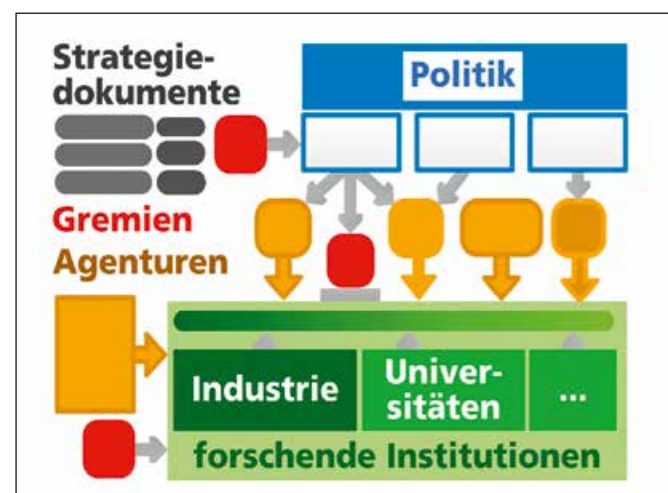 Strategie-
dokumente
Politik
Gremien
Agenturen
Industrie
Univer-
sitäten
...
forschende Institutionen